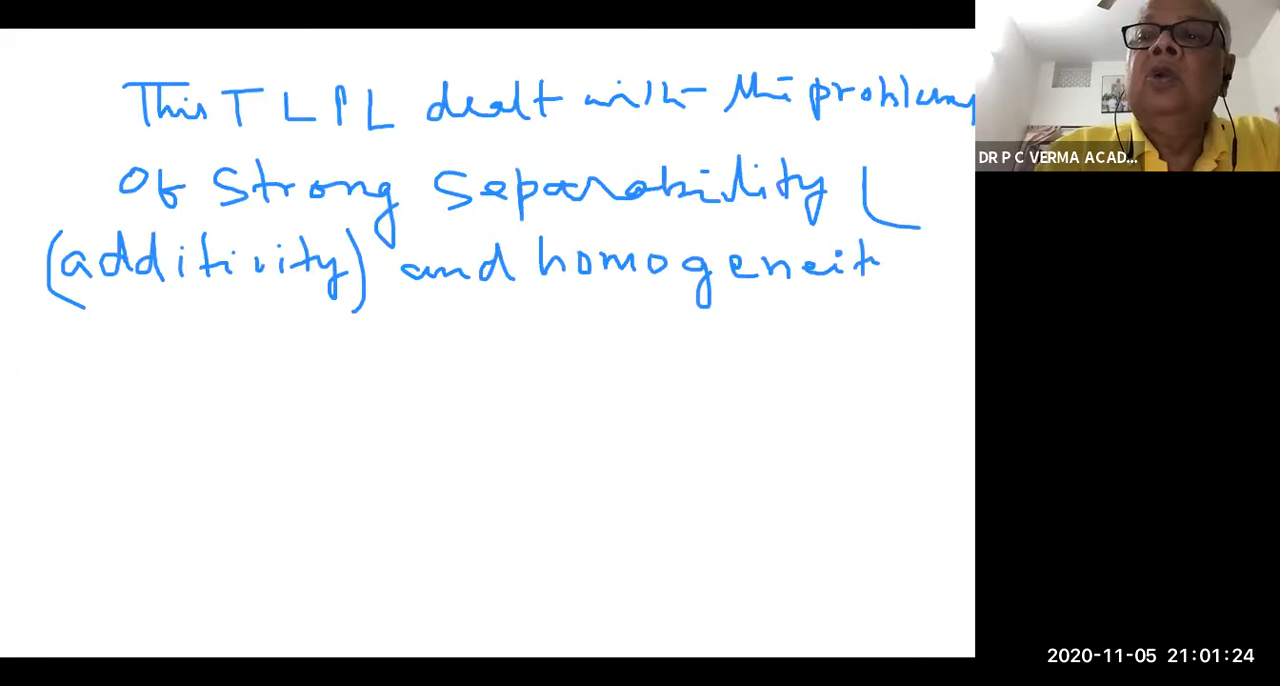 This TLPL dealt with the problems
Of Strong Separability (
(additivity) and homogeneit
DR P C VERMA ACAD...
2020-11-05 21:01:24